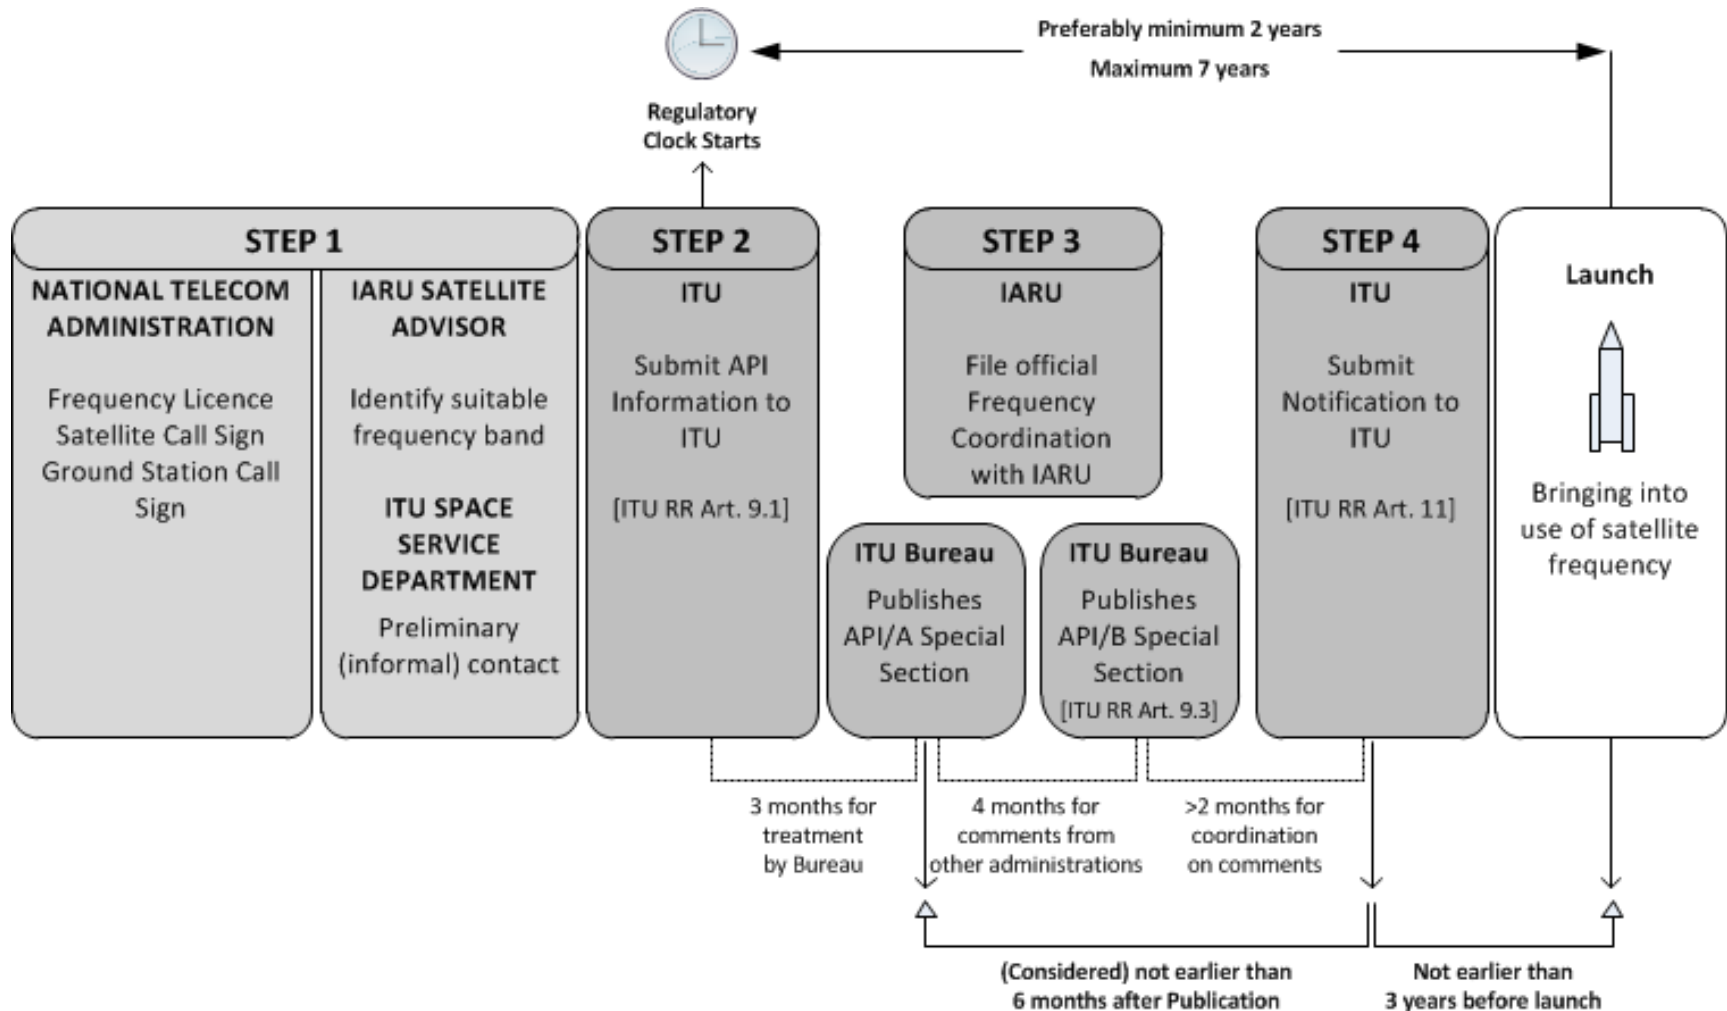 Preferably minimum 2 years
Maximum 7 years
Regulatory
Clock Starts
STEP 1
NATIONAL TELECOM
ADMINISTRATION
Frequency Licence
Satellite Call Sign
Ground Station Call
Sign
IARU SATELLITE
ADVISOR
Identify suitable
frequency band
ITU SPACE
SERVICE
DEPARTMENT
Preliminary
(informal) contact
STEP 2
ITU
Submit API
Information to
ITU
[ITU RR Art. 9.1]
STEP 3
IARU
File official
Frequency
Coordination
with IARU
ITU Bureau
Publishes
API/A Special
Section
ITU Bureau
Publishes
API/B Special
Section
[ITU RR Art. 9.3]
STEP 4
ITU
Submit
Notification to
ITU
[ITU RR Art. 11]
Launch
Bringing into
use of satellite
frequency
3 months for
treatment
by Bureau
4 months for
comments from
other administrations
>2 months for
coordination
on comments
(Considered) not earlier than
6 months after Publication
Not earlier than
3 years before launch